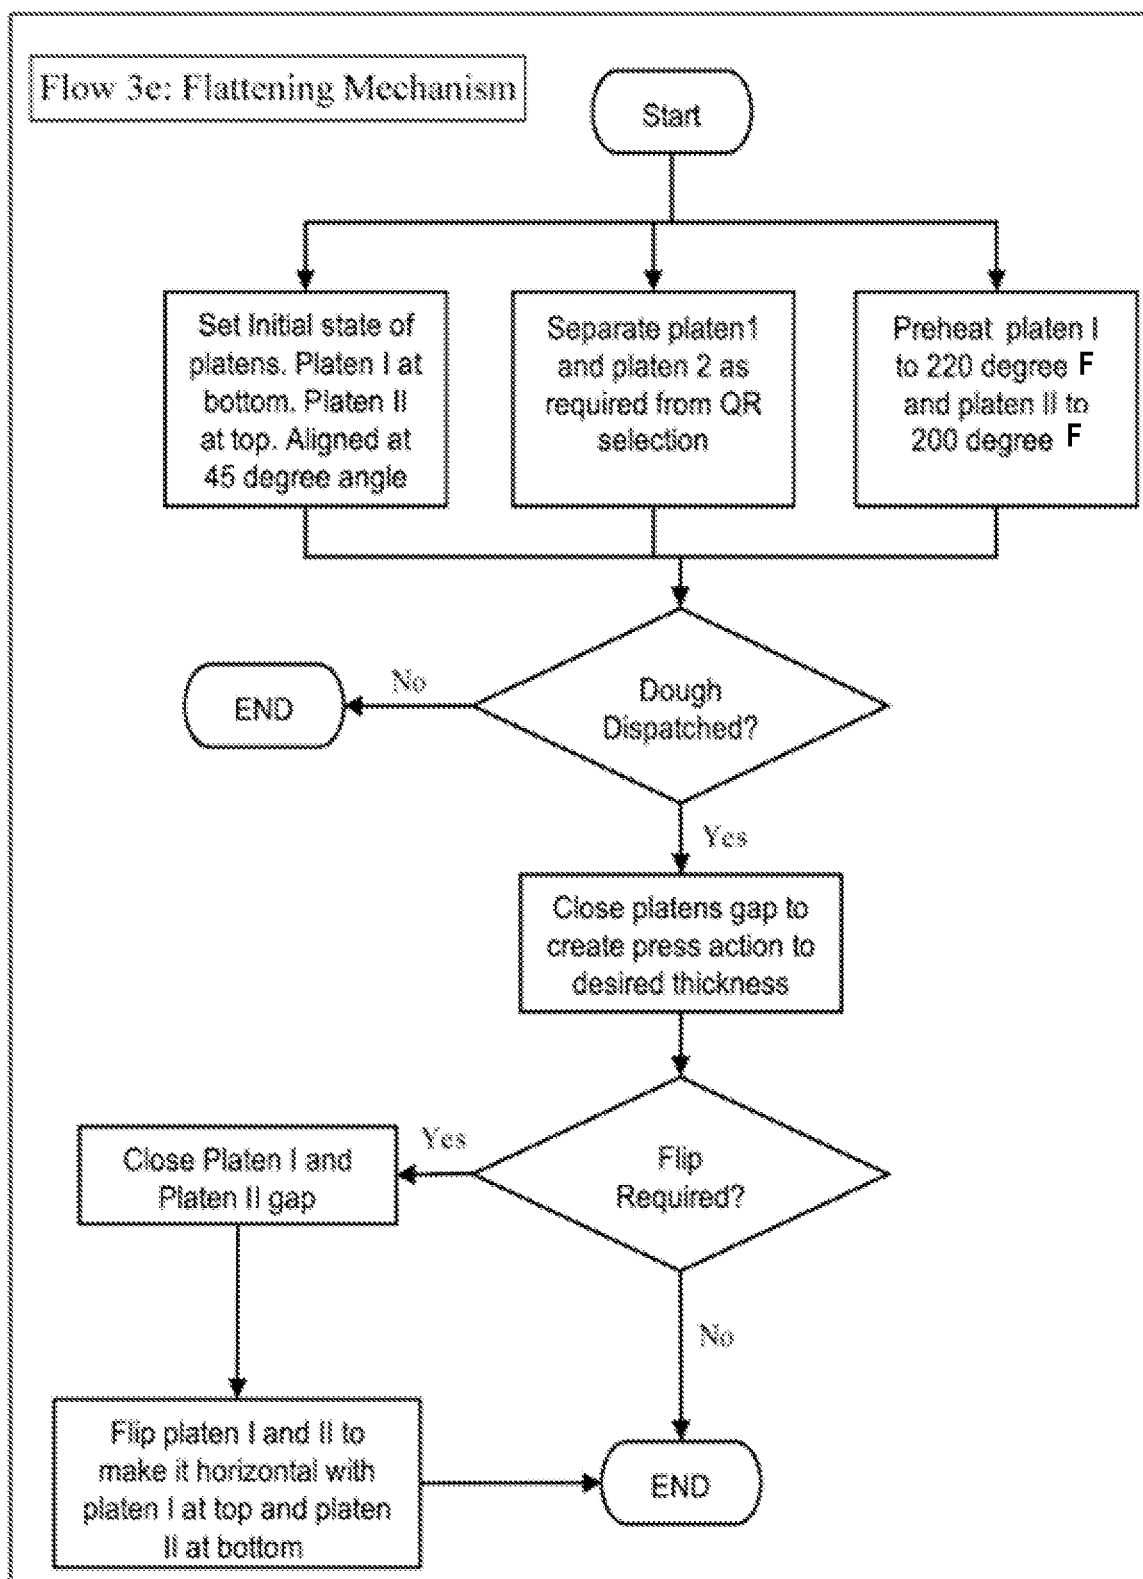 Flow 3e: Flattening Mechanism
Start
Set Initial state of
platens. Platen I at
bottom. Platen II
at top. Aligned at
45 degree angle
Separate platen1
and platen 2 as
required from QR
selection
Preheat platen I
to 220 degree F
and platen II to
200 degree F
Dough
Dispatched?
No
END
Yes
Close platens gap to
create press action to
desired thickness
Flip
Required?
Yes
Close Platen I and
Platen II gap
No
Flip platen I and II to
make it horizontal with
platen I at top and platen
II at bottom
END